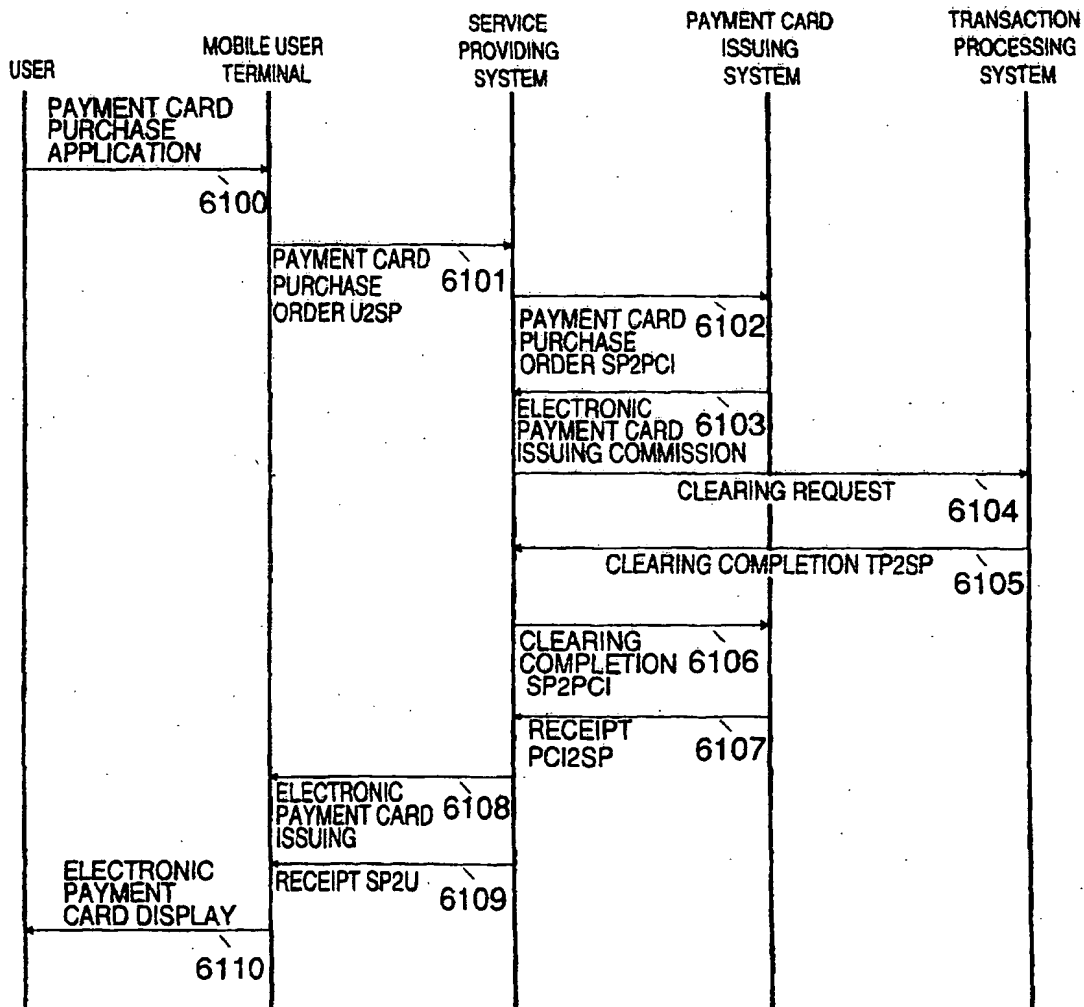 USER
MOBILE USER
TERMINAL
SERVICE
PROVIDING
SYSTEM
PAYMENT CARD
ISSUING
SYSTEM
TRANSACTION
PROCESSING
SYSTEM
PAYMENT CARD
PURCHASE
APPLICATION
6100
PAYMENT CARD
PURCHASE
ORDER U2SP
6101
PAYMENT CARD
PURCHASE
ORDER SP2PCI
6102
ELECTRONIC
PAYMENT CARD
ISSUING COMMISSION
6103
CLEARING REQUEST
6104
CLEARING COMPLETION TP2SP
6105
CLEARING
COMPLETION
SP2PCI
6106
RECEIPT
PCI2SP
6107
ELECTRONIC
PAYMENT CARD
ISSUING
6108
RECEIPT SP2U
6109
ELECTRONIC
PAYMENT
CARD DISPLAY
6110